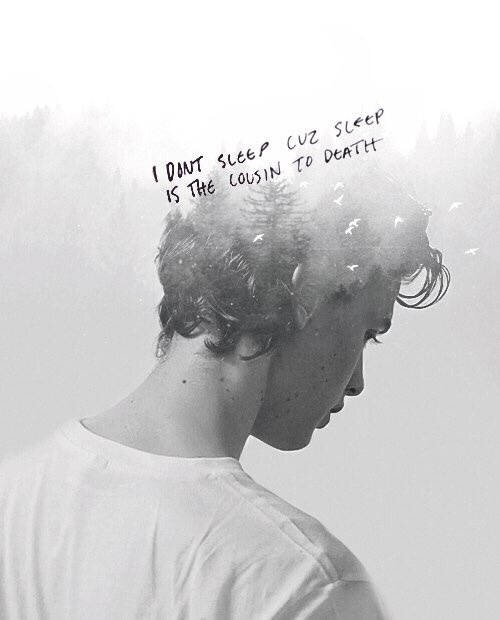 I DONT SLEEP CUZ SLEEP
IS THE COUSIN TO DEATH